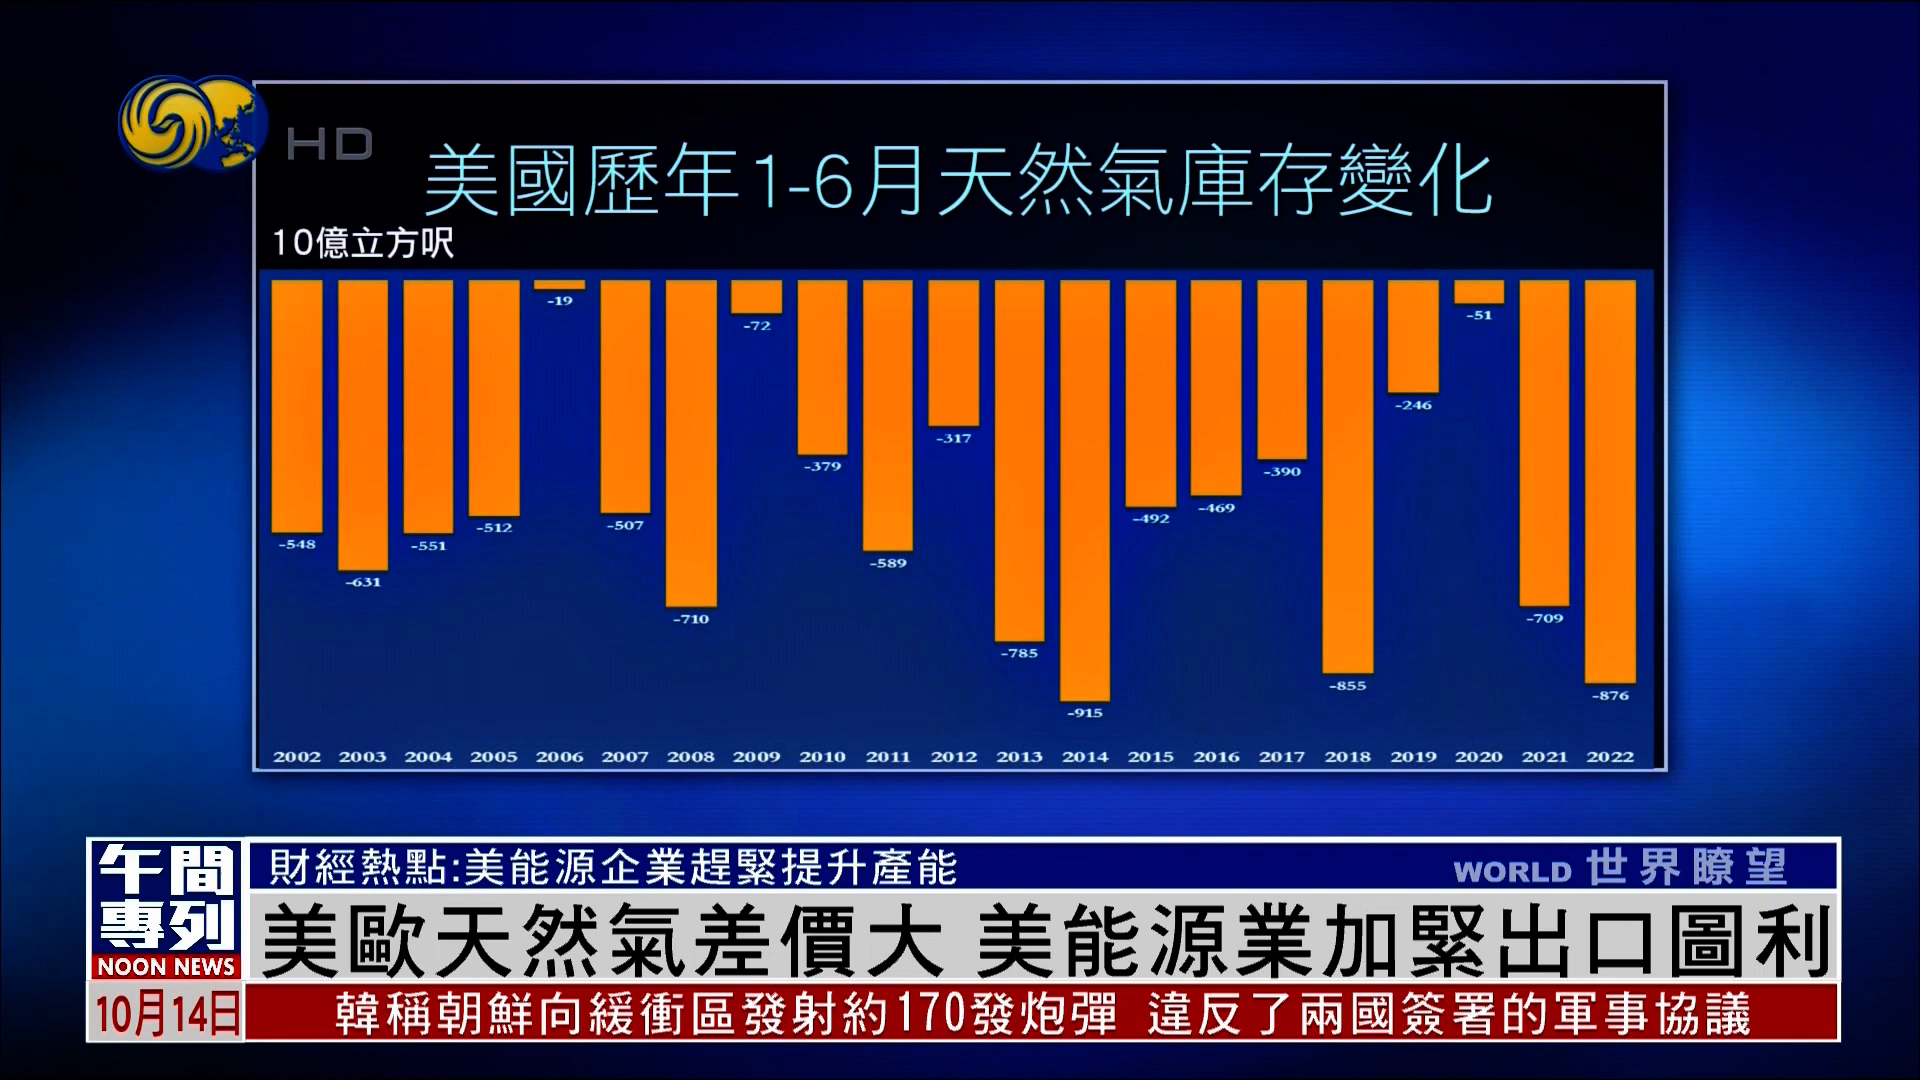 HD
美國歷年1-6月天然氣庫存變化
10億立方呎
-548 -631 -551 -512 -19 -507 -710 -72 -379 -589 -317 -785 -915 -492 -469 -390 -855 -246 -51 -709 -876
2002 2003 2004 2005 2006 2007 2008 2009 2010 2011 2012 2013 2014 2015 2016 2017 2018 2019 2020 2021 2022
午間
專列
NOON NEWS
財經熱點:美能源企業趕緊提升產能
WORLD 世界瞭望
美歐天然氣差價大 美能源業加緊出口圖利
10月14日
韓稱朝鮮向緩衝區發射約170發炮彈 違反了兩國簽署的軍事協議